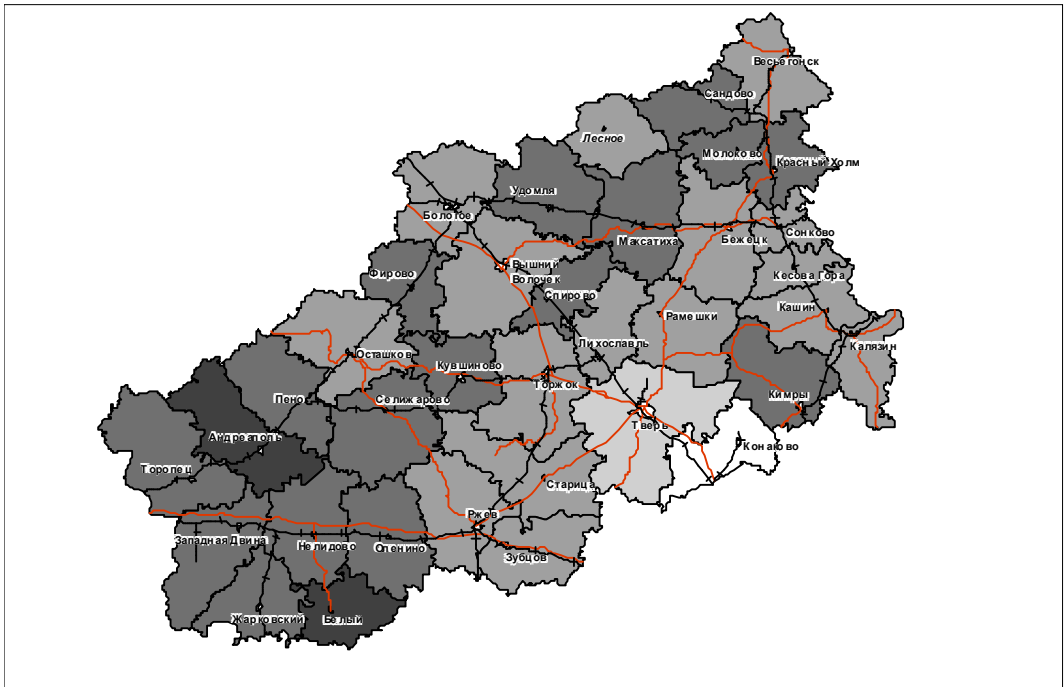 Весьегонск
Сандово
Лесное
Молоково
Красный Холм
Удомля
Болотое
Сонково
Максатиха
Бежецк
Вышний
Волочек
Фирово
Кесова Гора
Спирово
Кашин
Рамешки
Лихославль
Калязин
Осташков
Кувшиново
Торжок
Пено
Селижарово
Кимры
Тверь
Андреаполь
Конаково
Торопец
Старица
Ржев
Западная Двина
Нелидово
Оленино
Зубцов
Жарковский
Белый